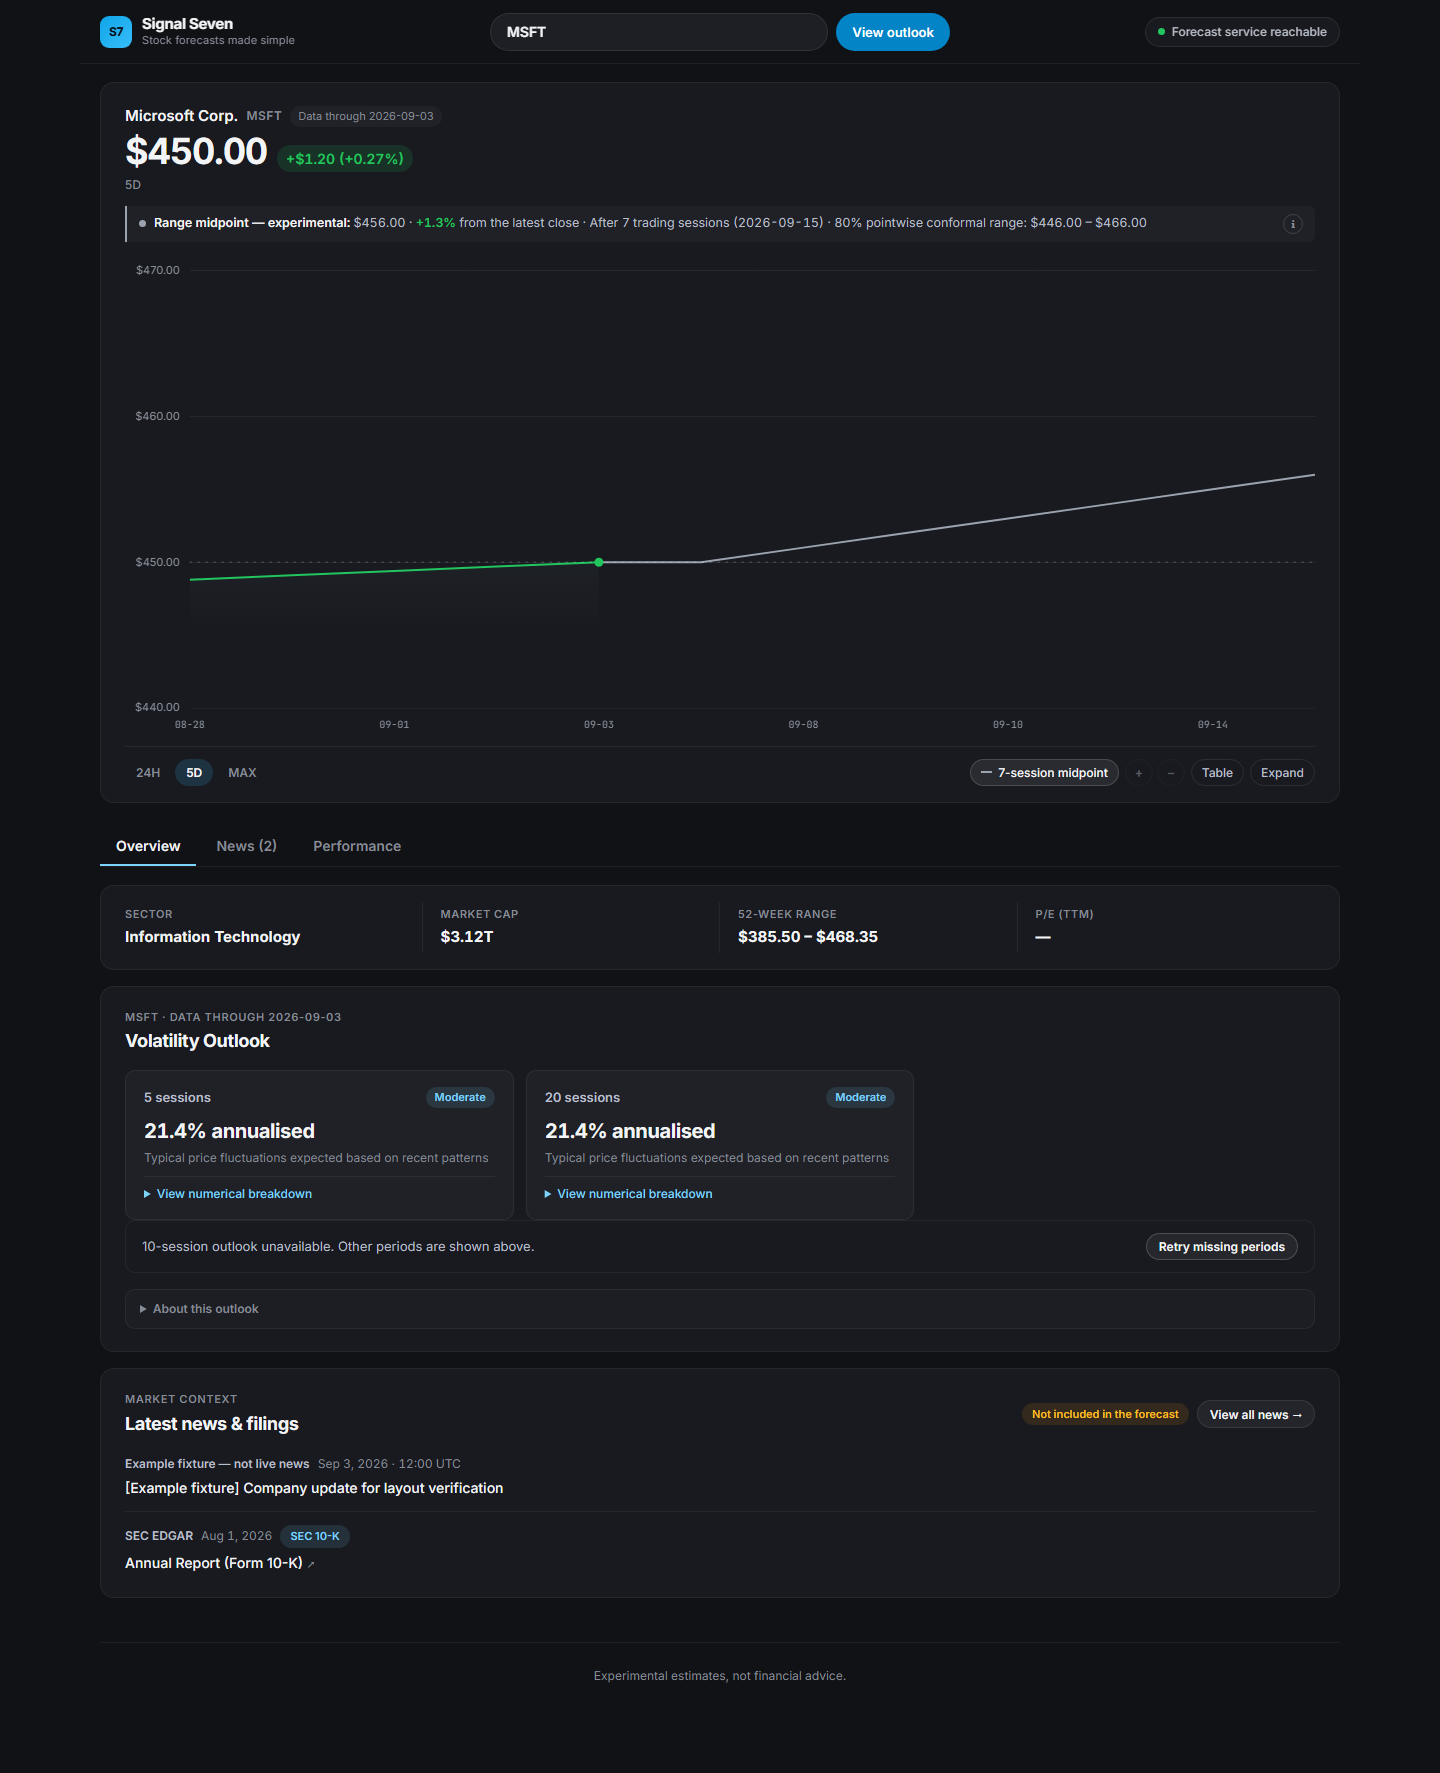 S7
Signal Seven
Stock forecasts made simple
MSFT
View outlook
Forecast service reachable
Microsoft Corp. MSFT Data through 2026-09-03
$450.00 +$1.20 (+0.27%)
5D
Range midpoint — experimental: $456.00 · +1.3% from the latest close · After 7 trading sessions (2026-09-15) · 80% pointwise conformal range: $446.00 – $466.00
i
$470.00
$460.00
$450.00
$440.00
08-28 09-01 09-03 09-08 09-10 09-14
24H 5D MAX
7-session midpoint + − Table Expand
Overview News (2) Performance
SECTOR
Information Technology
MARKET CAP
$3.12T
52-WEEK RANGE
$385.50 – $468.35
P/E (TTM)
—
MSFT · DATA THROUGH 2026-09-03
Volatility Outlook
5 sessions Moderate
21.4% annualised
Typical price fluctuations expected based on recent patterns
▶ View numerical breakdown
20 sessions Moderate
21.4% annualised
Typical price fluctuations expected based on recent patterns
▶ View numerical breakdown
10-session outlook unavailable. Other periods are shown above.
Retry missing periods
▶ About this outlook
MARKET CONTEXT
Latest news & filings
Not included in the forecast
View all news →
Example fixture — not live news Sep 3, 2026 · 12:00 UTC
[Example fixture] Company update for layout verification
SEC EDGAR Aug 1, 2026 SEC 10-K
Annual Report (Form 10-K) ↗
Experimental estimates, not financial advice.